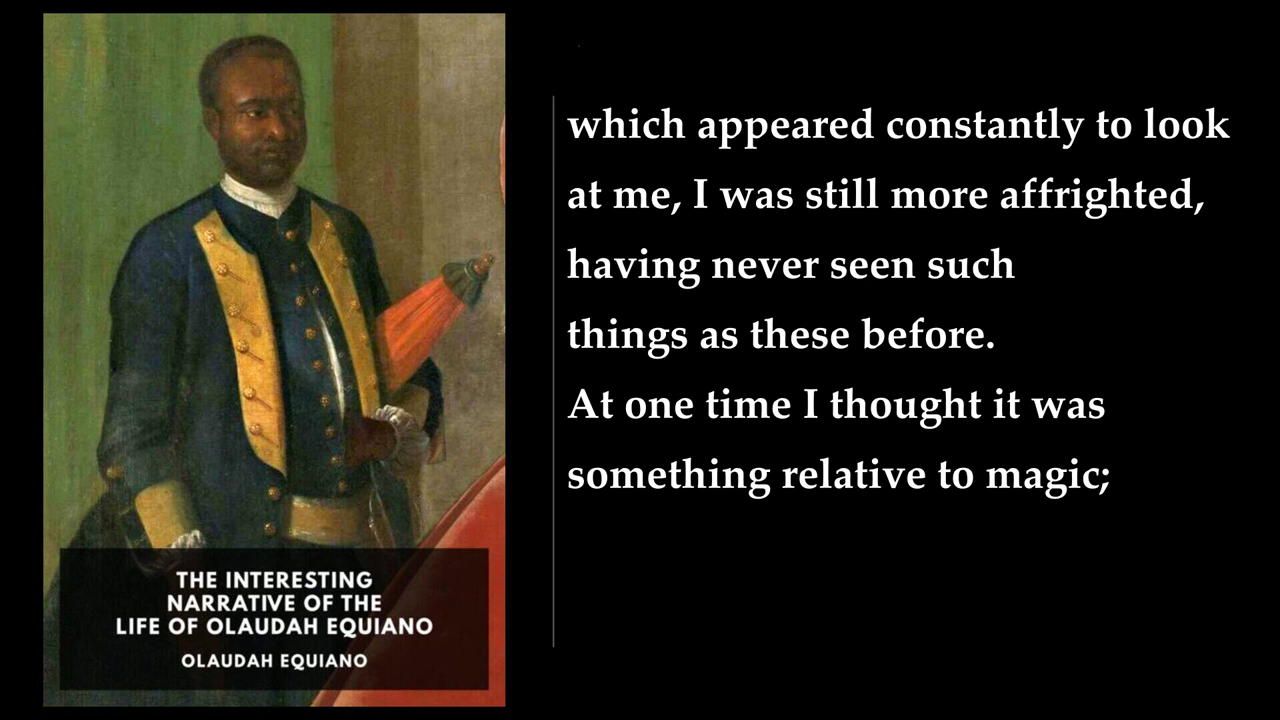 THE INTERESTING
NARRATIVE OF THE
LIFE OF OLAUDAH EQUIANO
OLAUDAH EQUIANO
which appeared constantly to look
at me, I was still more affrighted,
having never seen such
things as these before.
At one time I thought it was
something relative to magic;